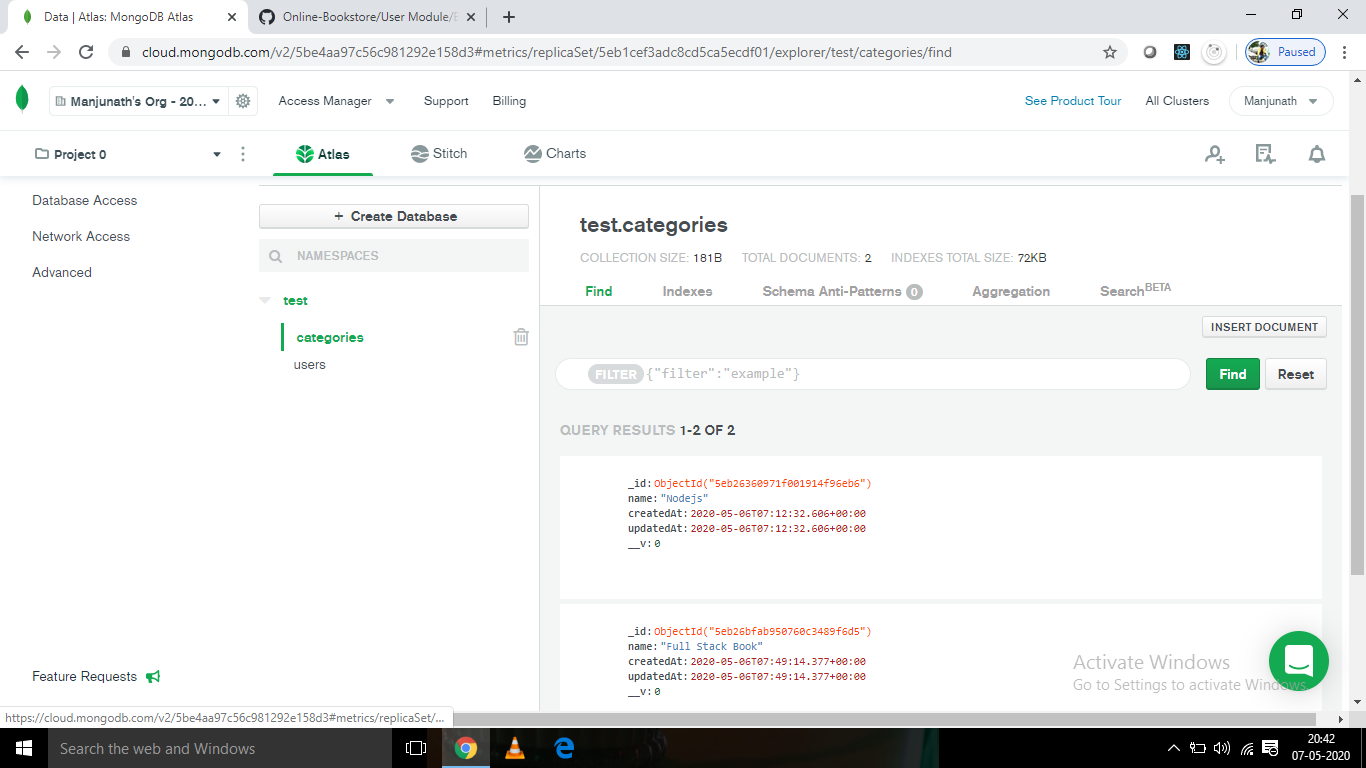 Data | Atlas: MongoDB Atlas
Online-Bookstore/User Module/
cloud.mongodb.com/v2/5be4aa97c56c981292e158d3#metrics/replicaSet/5eb1cef3adc8cd5ca5ecdf01/explorer/test/categories/find
Paused
Manjunath's Org - 20...
Access Manager
Support
Billing
See Product Tour
All Clusters
Manjunath
Project 0
Atlas
Stitch
Charts
Database Access
Network Access
Advanced
Feature Requests
+ Create Database
NAMESPACES
test
categories
users
test.categories
COLLECTION SIZE: 181B TOTAL DOCUMENTS: 2 INDEXES TOTAL SIZE: 72KB
Find Indexes Schema Anti-Patterns 0 Aggregation Search BETA
INSERT DOCUMENT
FILTER {"filter":"example"}
Find
Reset
QUERY RESULTS 1-2 OF 2
_id: ObjectId("5eb26360971f001914f96eb6")
name: "Nodejs"
createdAt: 2020-05-06T07:12:32.606+00:00
updatedAt: 2020-05-06T07:12:32.606+00:00
__v: 0
_id: ObjectId("5eb26bfab950760c3489f6d5")
name: "Full Stack Book"
createdAt: 2020-05-06T07:49:14.377+00:00
updatedAt: 2020-05-06T07:49:14.377+00:00
__v: 0
Activate Windows
Go to Settings to activate Windows.
https://cloud.mongodb.com/v2/5be4aa97c56c981292e158d3#metrics/replicaSet/...
Search the web and Windows
20:42
07-05-2020